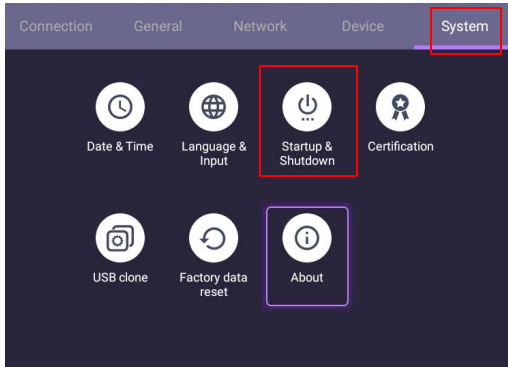 Connection General Network Device System
Date & Time Language & Input Startup & Shutdown Certification
USB clone Factory data reset About